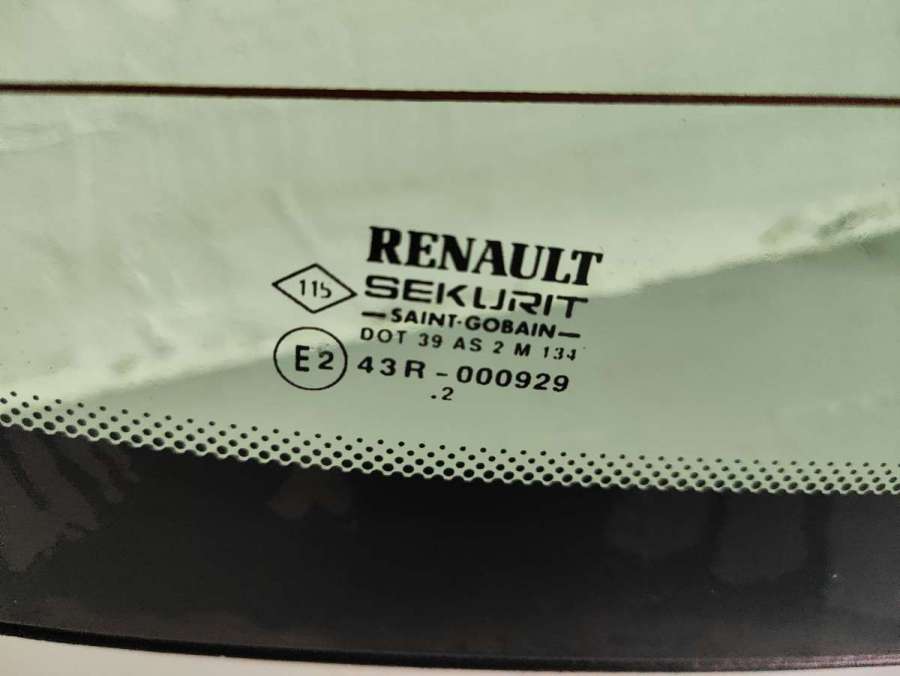 RENAULT
115 SEKURIT
—SAINT-GOBAIN—
DOT 39 AS 2 M 134
E2 43R-000929
.2